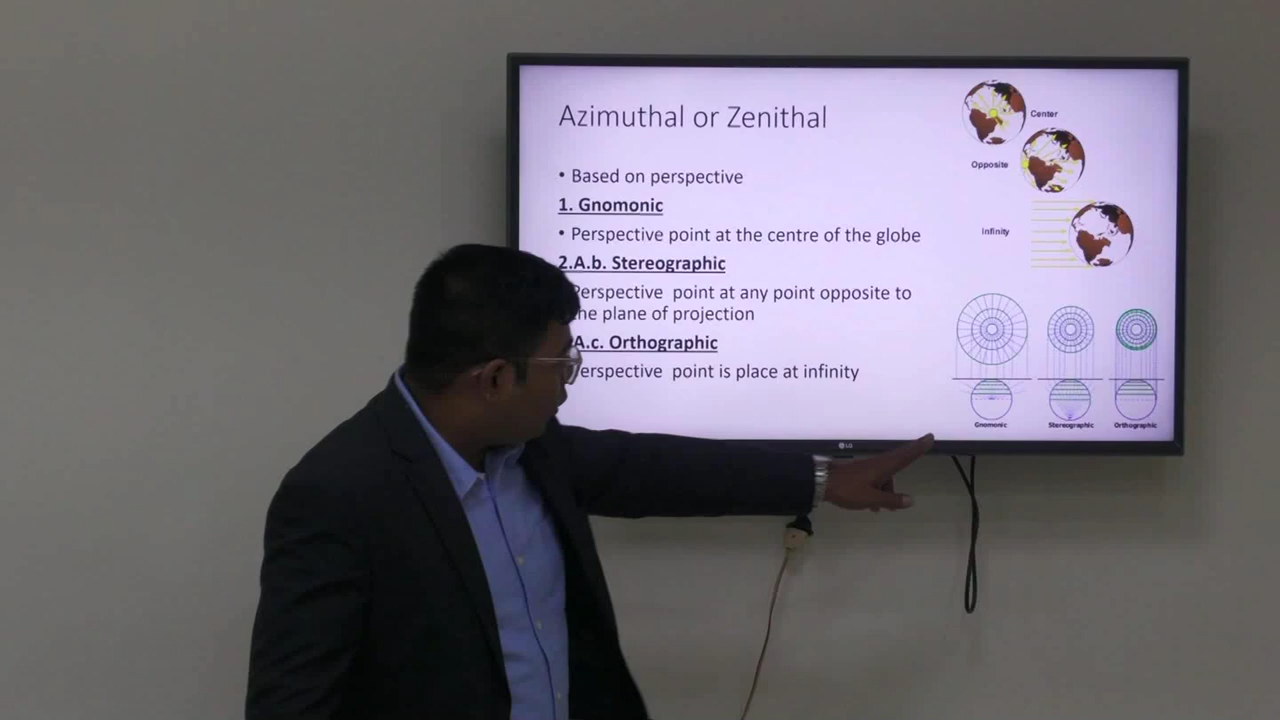 Azimuthal or Zenithal
• Based on perspective
1. Gnomonic
• Perspective point at the centre of the globe
2.A.b. Stereographic
Perspective point at any point opposite to
the plane of projection
A.c. Orthographic
Perspective point is place at infinity
Center
Opposite
Infinity
Gnomonic
Stereographic
Orthographic
LG